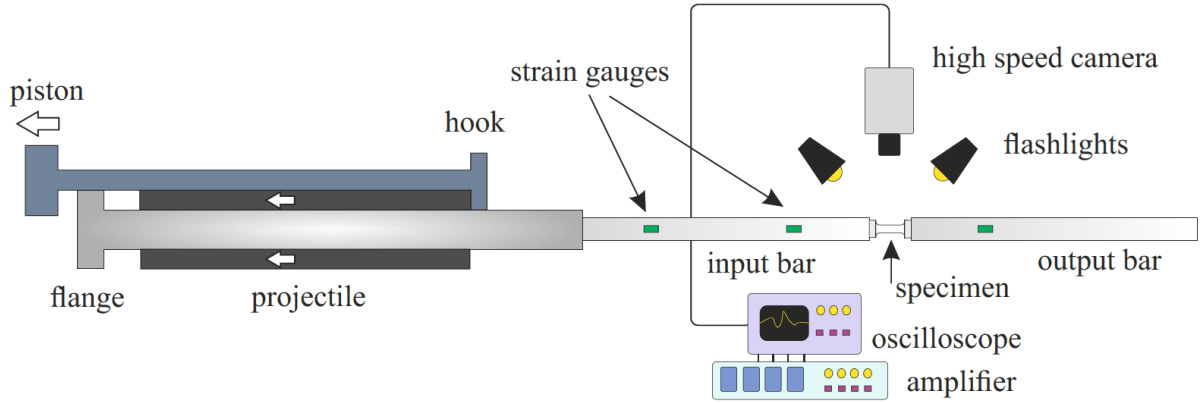 piston
hook
strain gauges
high speed camera
flashlights
flange
projectile
input bar
specimen
output bar
oscilloscope
amplifier